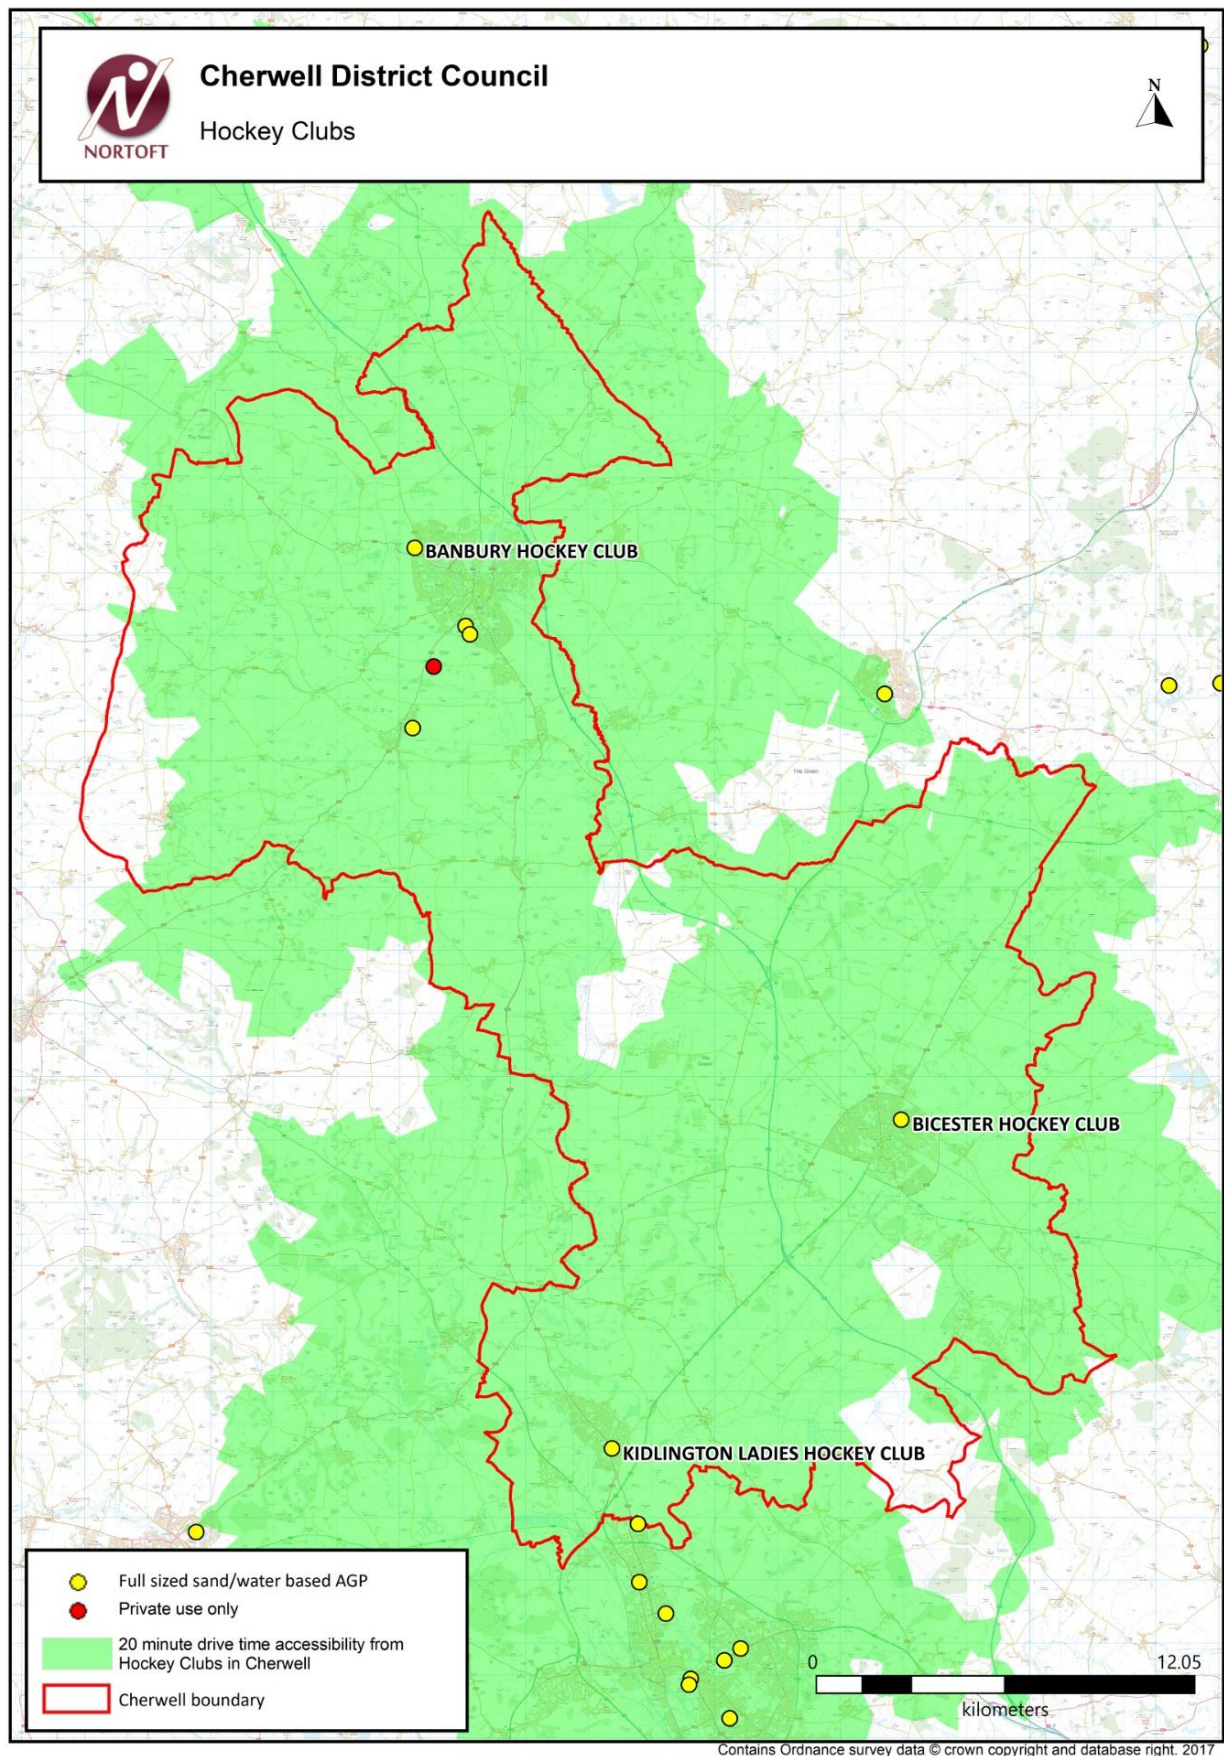 Cherwell District Council
Hockey Clubs
NORTOFT
N
BANBURY HOCKEY CLUB
The Green
BICESTER HOCKEY CLUB
KIDLINGTON LADIES HOCKEY CLUB
Full sized sand/water based AGP
Private use only
20 minute drive time accessibility from
Hockey Clubs in Cherwell
Cherwell boundary
0 12.05
kilometers
Contains Ordnance survey data © crown copyright and database right. 2017